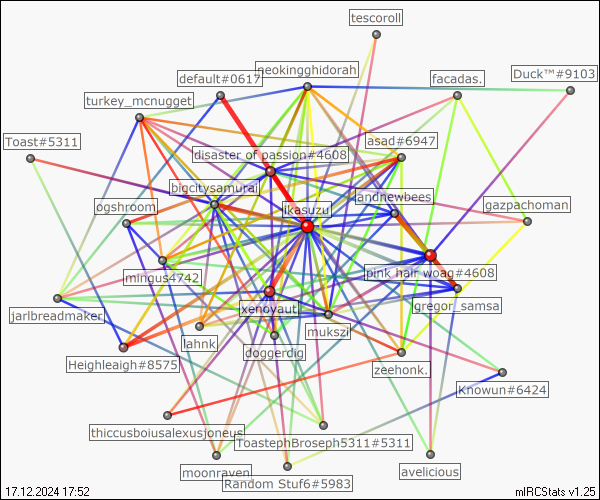 tescoroll
neokingghidorah
default#0617
facadas.
Duck™#9103
turkey_mcnugget
Toast#5311
asad#6947
disaster of passion#4608
bigcitysamurai
andnewbees
ogshroom
ikasuzu
gazpachoman
mingus4742
pink hair woag#4608
jarlbreadmaker
xenoyaut
gregor_samsa
mukszil
lahnk
doggerdig
Heighleaigh#8575
zeehonk.
Knowun#6424
thiccusboiusalexusjoneus
ToastephBroseph5311#5311
moonraven
avelicious
Random Stuf6#5983
17.12.2024 17:52
mIRCStats v1.25